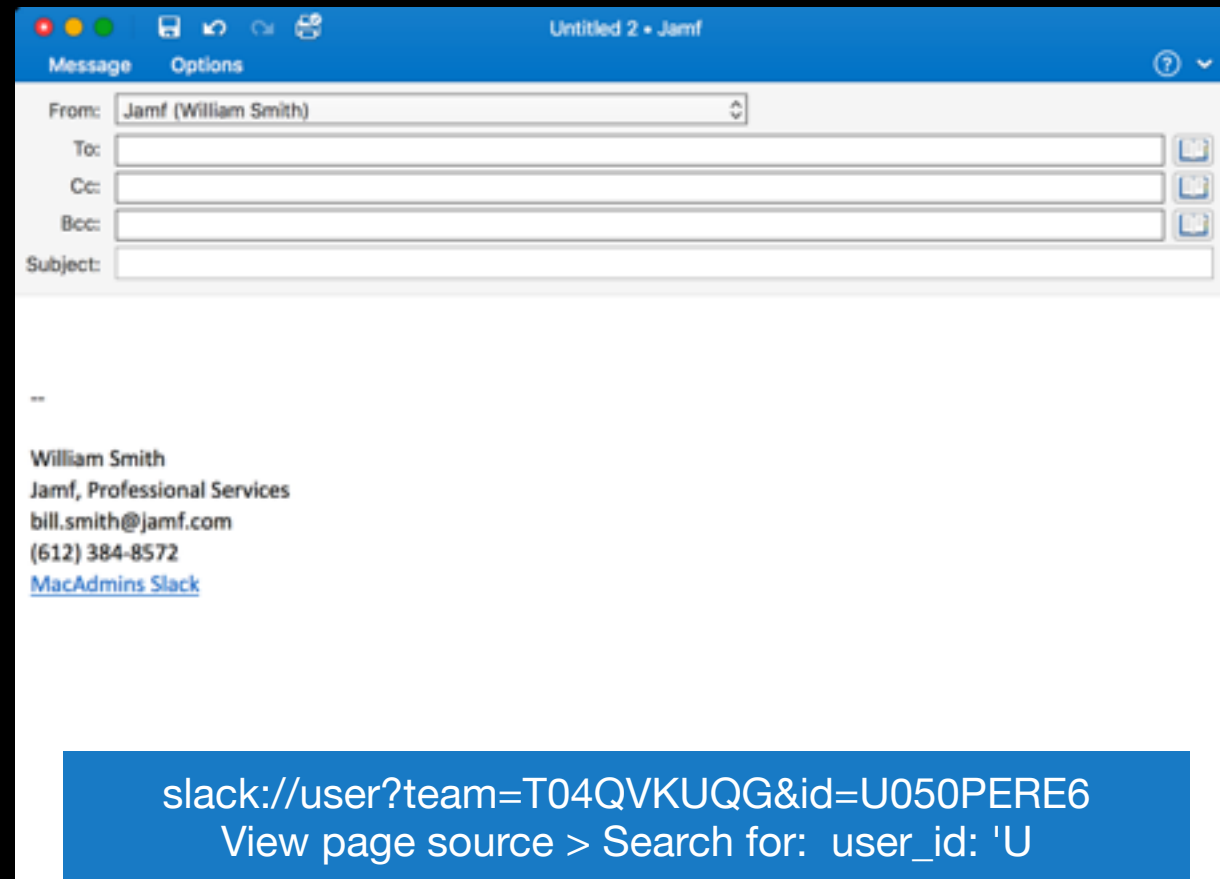 Untitled 2 • Jamf
Message Options
From: Jamf (William Smith)
To:
Cc:
Bcc:
Subject:
--
William Smith
Jamf, Professional Services
bill.smith@jamf.com
(612) 384-8572
MacAdmins Slack
slack://user?team=T04QVKUQG&id=U050PERE6
View page source > Search for: user_id: 'U